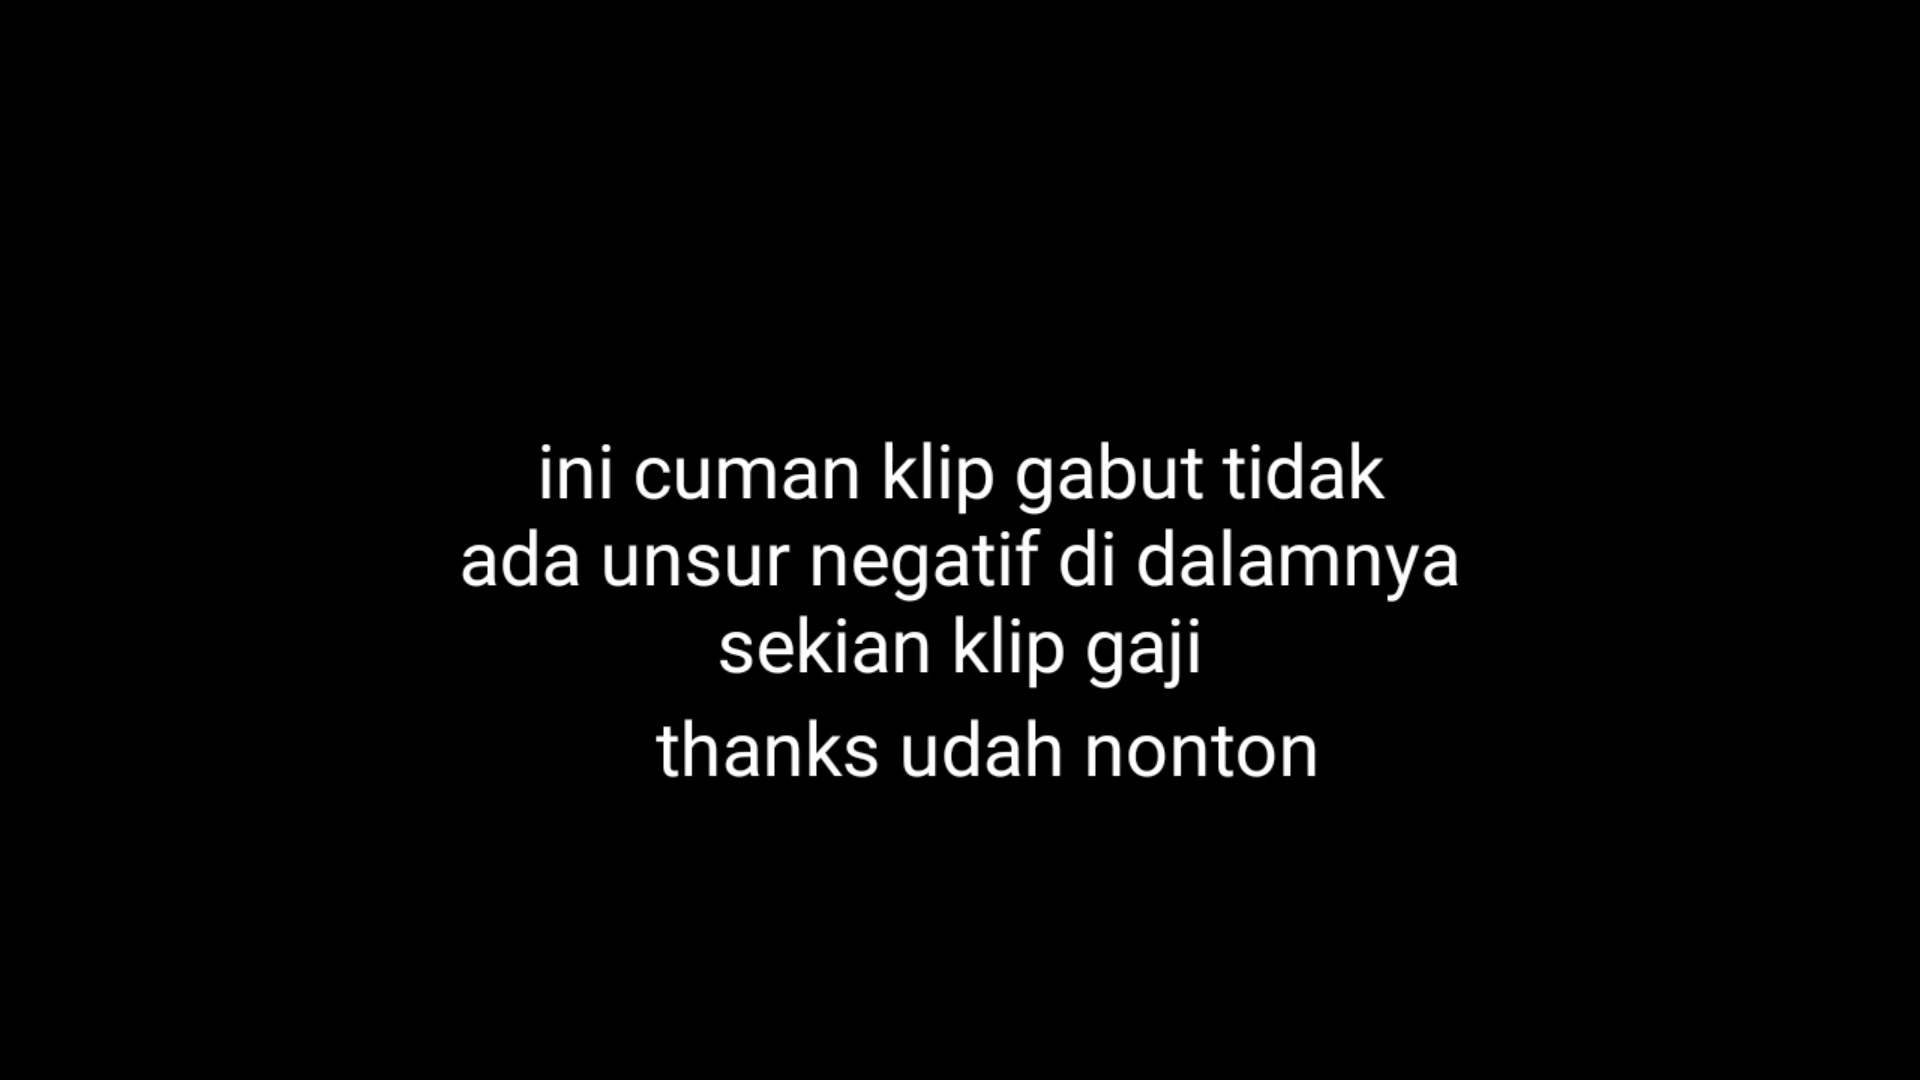 ini cuman klip gabut tidak
ada unsur negatif di dalamnya
sekian klip gaji
thanks udah nonton